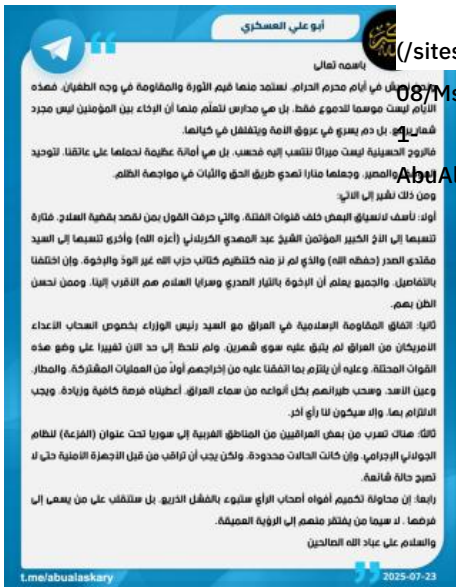 أبو علي العسكري
باسمه تعالى
نعيش في أيام محرم الحرام، نستمد منها قيم الثورة والمقاومة في وجه الطغيان. فهذه
الأيام ليست موسما للدموع فقط، بل هي مدارس نتعلّم منها أن الإخاء بين المؤمنين ليس مجرد
شعار يرفع، بل دم يسري في عروق الأمة ويتغلغل في كيانها.
فالروح الحسينية ليست ميراثًا ننتسب إليه فحسب، بل هي أمانة عظيمة نحملها على عاتقنا، لتوحيد
والمصير، وجعلها منارا تهدي طريق الحق والثبات في مواجهة الظلم.
ومن ذلك نشير إلى الآتي:
أولا: نأسف لانسياق البعض خلف قنوات الفتنة، والتي حرفت القول بمن نقصد بقضية السلاح، فتارة
تنسبها إلى الأخ الكبير المؤتمن الشيخ عبد المهدي الكربلائي (أعزه الله) وأخرى تنسبها إلى السيد
مقتدى الصدر (حفظه الله) والذي لم نر منه كتنظيم كتائب حزب الله غير الودّ والإخوة، وإن اختلفنا
بالتفاصيل، والجميع يعلم أن الإخوة بالتيار الصدري وسرايا السلام هم الأقرب إلينا، وممن نحسن
الظن بهم.
ثانيا: اتفاق المقاومة الإسلامية في العراق مع السيد رئيس الوزراء بخصوص انسحاب الأعداء
الأمريكان من العراق لم يتبق عليه سوى شهرين، ولم نلحظ إلى حد الآن تغييرا على وضع هذه
القوات المحتلة، وعليه أن يلتزم بما اتفقنا عليه من إخراجهم أولًا من العمليات المشتركة، والمطار،
وعين الأسد، وسحب طيرانهم بكل أنواعه من سماء العراق، أعطيناه فرصة كافية وزيادة، ويجب
الالتزام بها، وإلا سيكون لنا رأي آخر.
ثالثا: هناك تسرب من بعض العراقيين من المناطق الغربية إلى سوريا تحت عنوان (الفزعة) لنظام
الجولاني الإجرامي، وإن كانت الحالات محدودة، ولكن يجب أن تراقب من قبل الأجهزة الأمنية حتى لا
تصبح حالة شائعة.
رابعا: إن محاولة تكميم أفواه أصحاب الرأي ستبوء بالفشل الذريع، بل ستنقلب على من يسعى إلى
فرضها ، لا سيما من يفتقر منهم إلى الرؤية العميقة.
والسلام على عباد الله الصالحين
t.me/abualaskary
2025-07-23
(/sites
08/Ms
1-
AbuAl